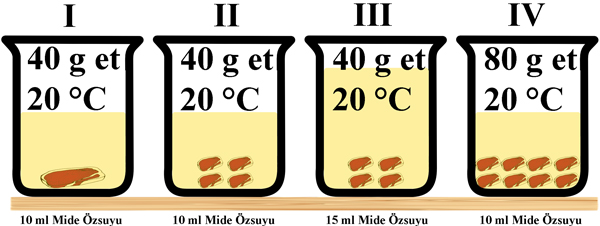 I
II
III
IV
40 g et
20 °C
40 g et
20 °C
40 g et
20 °C
80 g et
20 °C
10 ml Mide Özsuyu
10 ml Mide Özsuyu
15 ml Mide Özsuyu
10 ml Mide Özsuyu